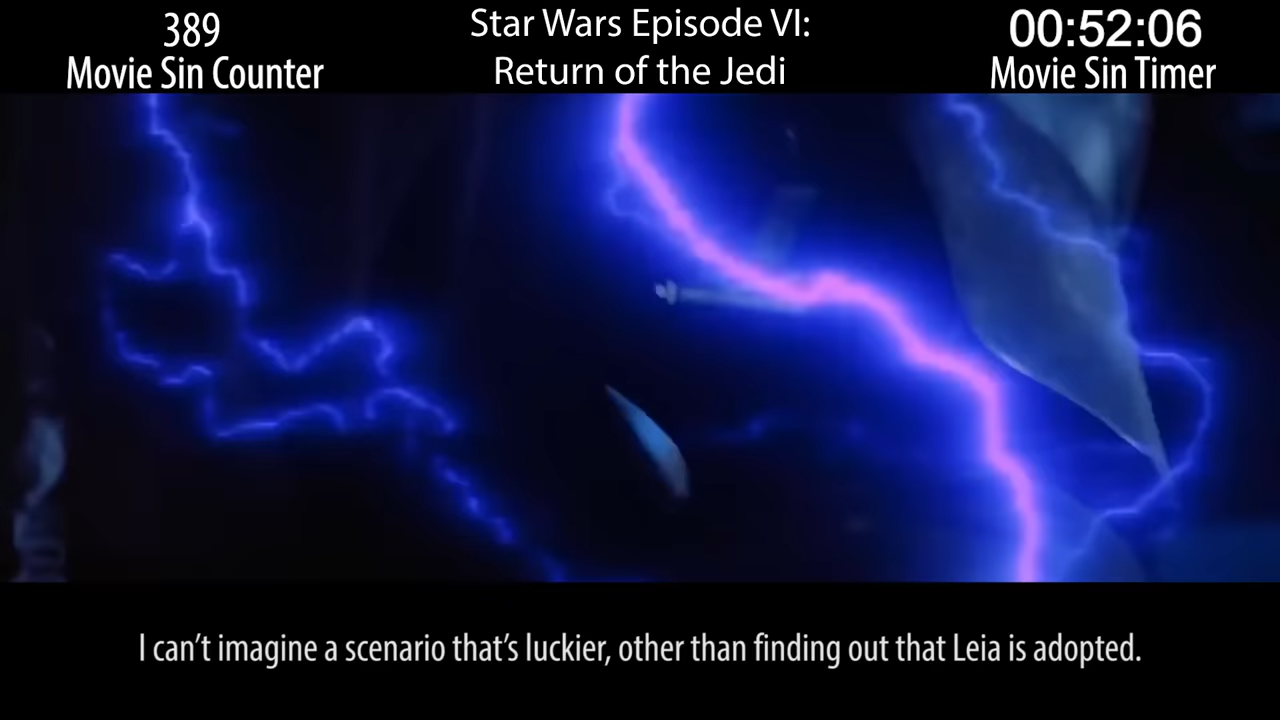 389
Movie Sin Counter
Star Wars Episode VI:
Return of the Jedi
00:52:06
Movie Sin Timer
I can't imagine a scenario that's luckier, other than finding out that Leia is adopted.